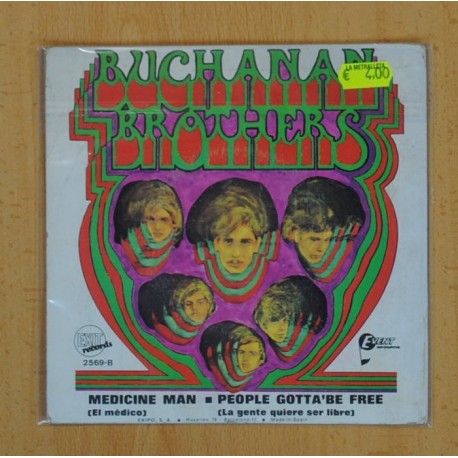 BUCHANAN
LA METRALLETA
€ 4,00
BROTHERS
EXIT
records
2569-B
EVENT
MEDICINE MAN ■ PEOPLE GOTTA'BE FREE
(El médico) (La gente quiere ser libre)
Made in Spain